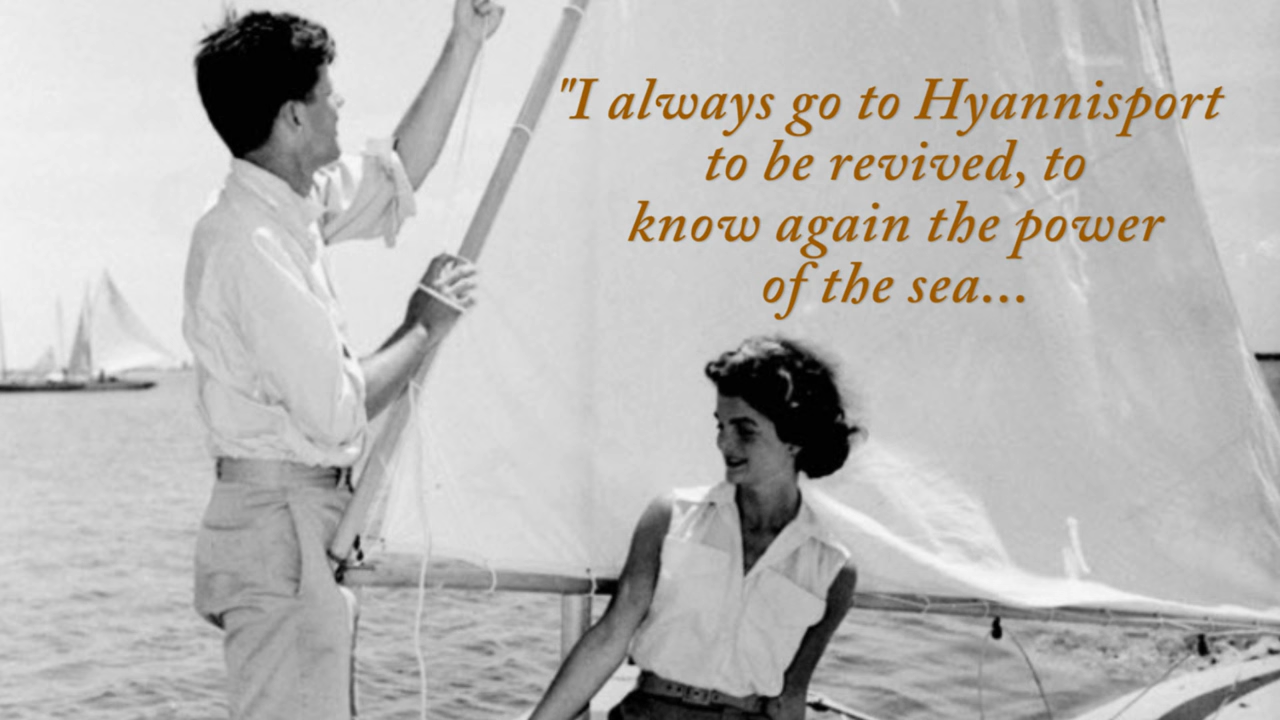 "I always go to Hyannisport
to be revived, to
know again the power
of the sea...